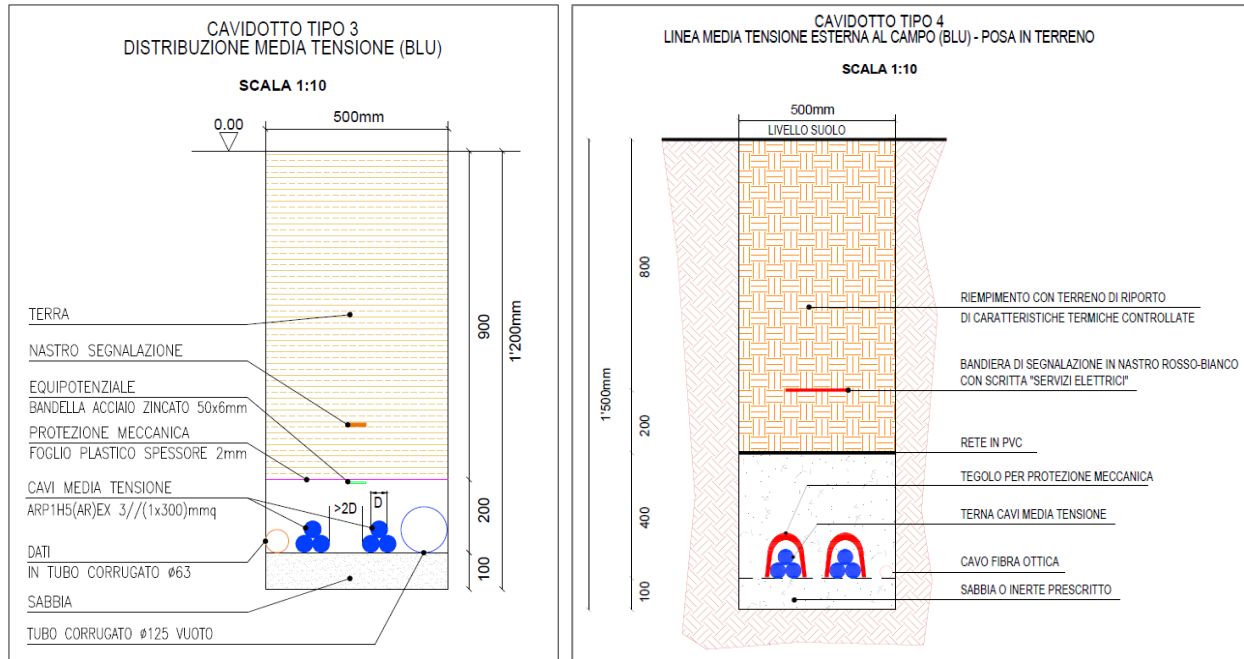 CAVIDOTTO TIPO 3
DISTRIBUZIONE MEDIA TENSIONE (BLU)
SCALA 1:10
0.00
500mm
900
1'200mm
TERRA
NASTRO SEGNALAZIONE
EQUIPOTENZIALE
BANDELLA ACCIAIO ZINCATO 50x6mm
PROTEZIONE MECCANICA
FOGLIO PLASTICO SPESSORE 2mm
CAVI MEDIA TENSIONE
ARP1H5(AR)EX 3//(1x300)mmq
>2D
D
200
DATI
IN TUBO CORRUGATO ø63
100
SABBIA
TUBO CORRUGATO ø125 VUOTO
CAVIDOTTO TIPO 4
LINEA MEDIA TENSIONE ESTERNA AL CAMPO (BLU) - POSA IN TERRENO
SCALA 1:10
500mm
LIVELLO SUOLO
800
1'500mm
RIEMPIMENTO CON TERRENO DI RIPORTO
DI CARATTERISTICHE TERMICHE CONTROLLATE
BANDIERA DI SEGNALAZIONE IN NASTRO ROSSO-BIANCO
CON SCRITTA "SERVIZI ELETTRICI"
200
RETE IN PVC
TEGOLO PER PROTEZIONE MECCANICA
400
TERNA CAVI MEDIA TENSIONE
CAVO FIBRA OTTICA
100
SABBIA O INERTE PRESCRITTO